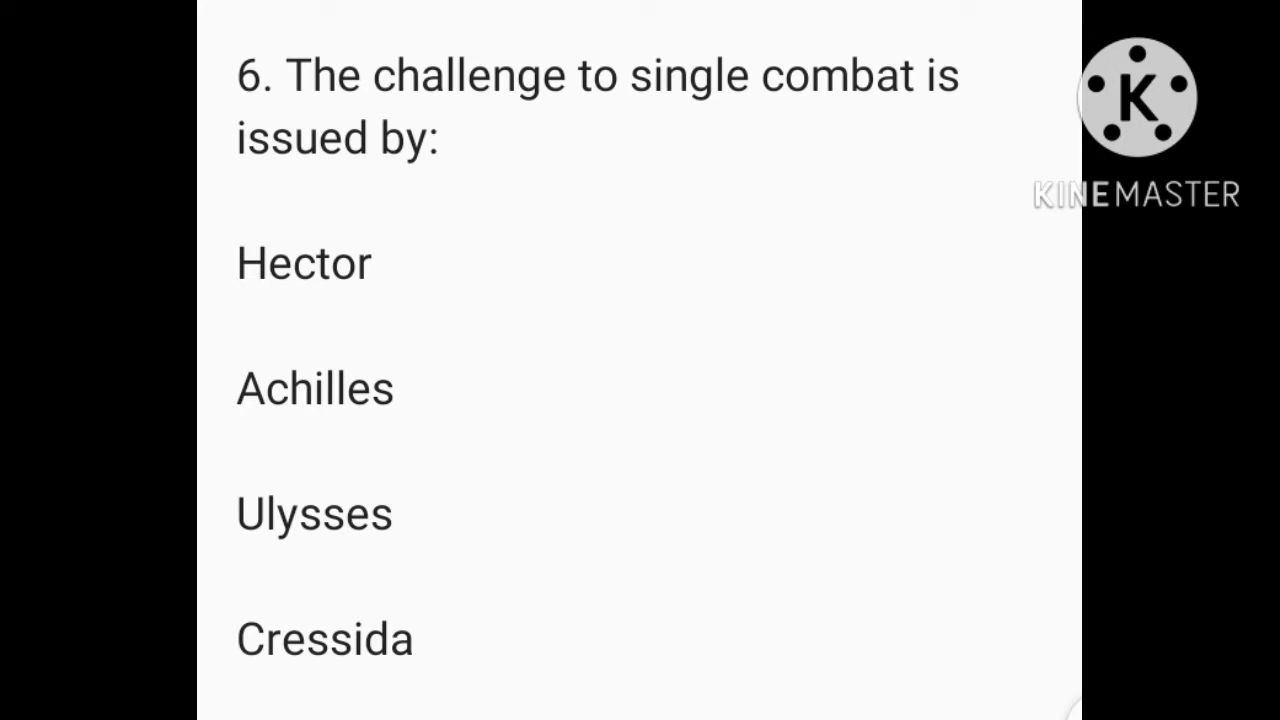 6. The challenge to single combat is
issued by:
K
KINEMASTER
Hector
Achilles
Ulysses
Cressida